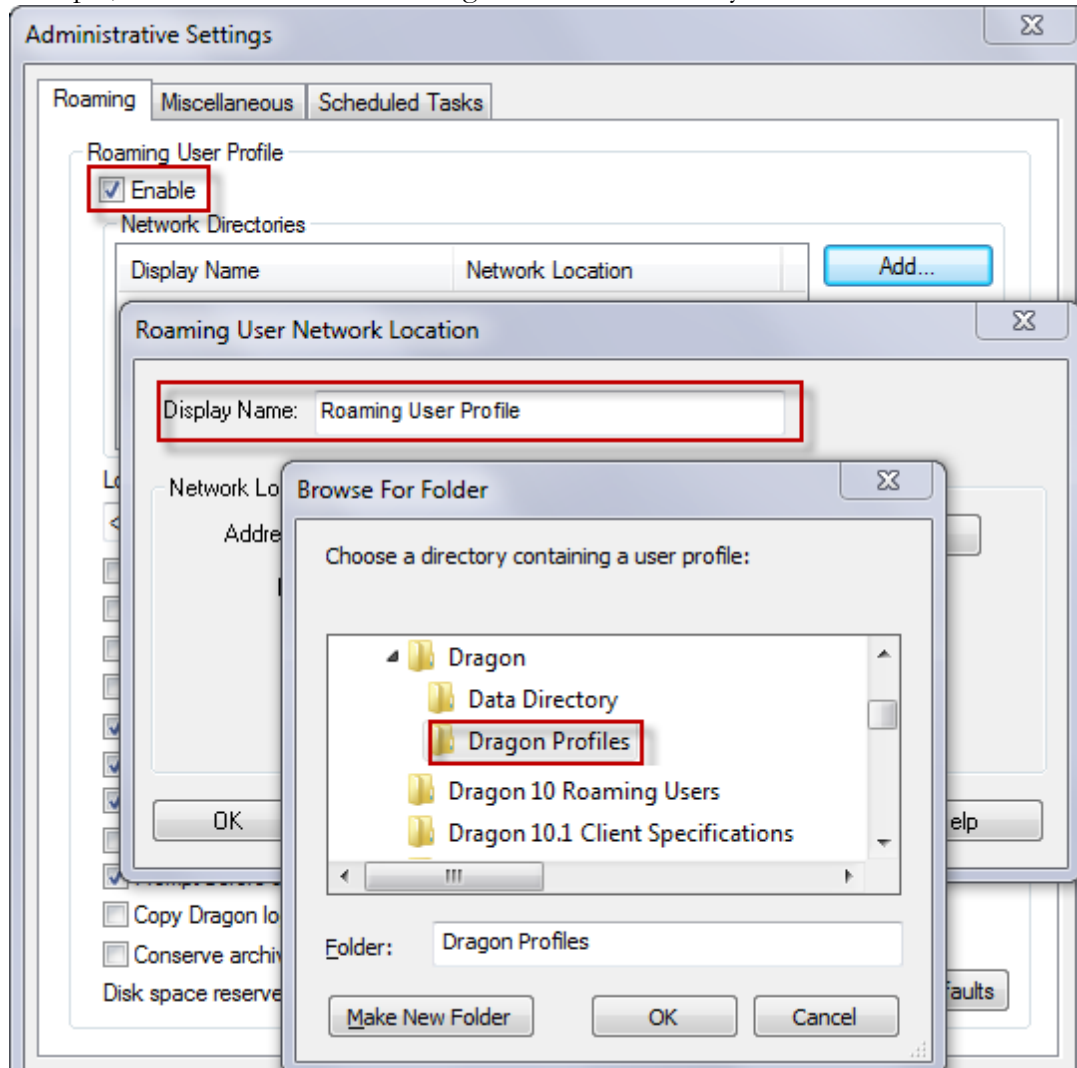 Administrative Settings
Roaming Miscellaneous Scheduled Tasks
Roaming User Profile
Enable
Network Directories
Display Name Network Location Add...
Roaming User Network Location
Display Name: Roaming User Profile
Network Lo
Browse For Folder
Addre
Choose a directory containing a user profile:
Dragon
Data Directory
Dragon Profiles
Dragon 10 Roaming Users
Dragon 10.1 Client Specifications
OK
elp
Copy Dragon lo
Folder: Dragon Profiles
Conserve archiv
Disk space reserve
Make New Folder OK Cancel
faults